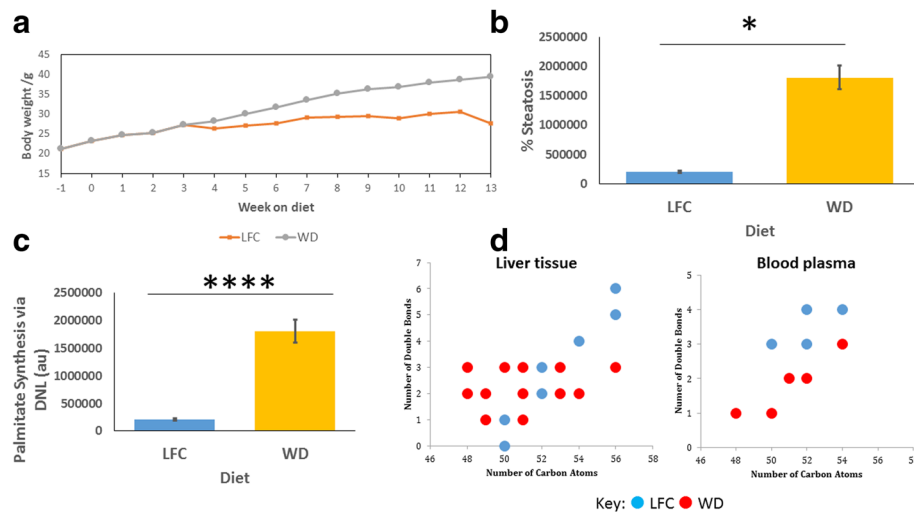 a
45
40
35
30
25
20
15
Body weight /g
-1 0 1 2 3 4 5 6 7 8 9 10 11 12 13
Week on diet
LFC WD
b
2500000
2000000
1500000
1000000
500000
0
% Steatosis
*
LFC WD
Diet
c
2500000
2000000
1500000
1000000
500000
0
Palmitate Synthesis via
DNL (au)
****
LFC WD
Diet
d
Liver tissue
7
6
5
4
3
2
1
0
Number of Double Bonds
46 48 50 52 54 56 58
Number of Carbon Atoms
Blood plasma
5
4
3
2
1
0
Numer of Double Bonds
46 48 50 52 54 56 58
Number of Carbon Atoms
Key: LFC WD